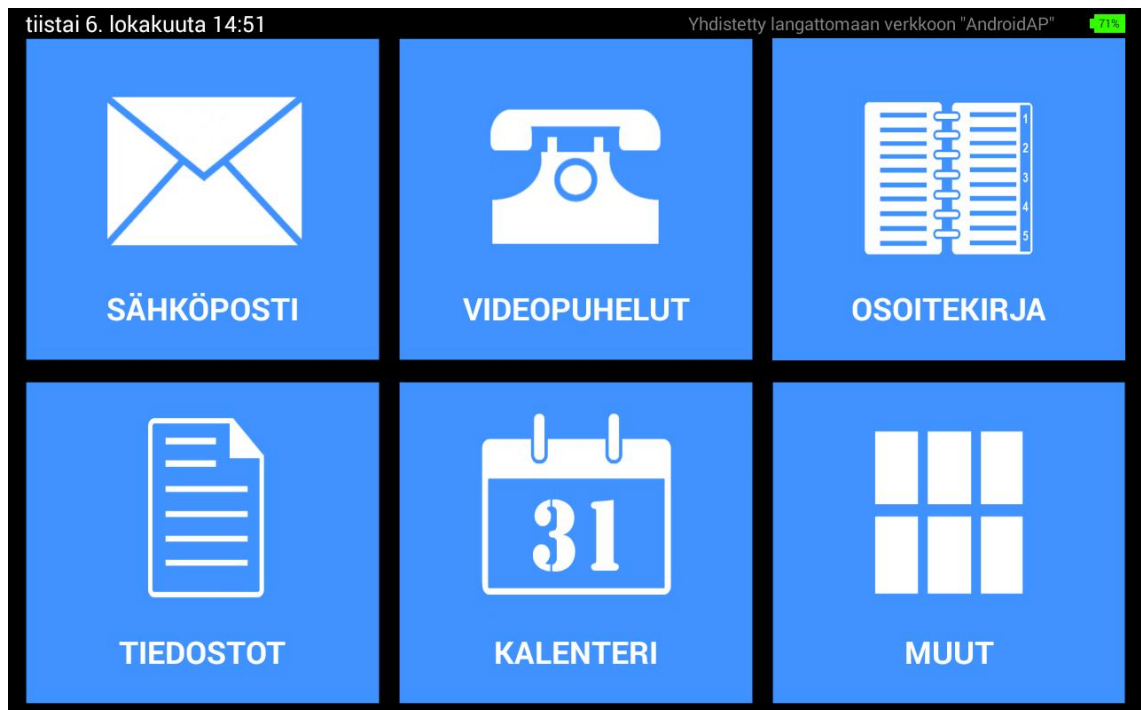 tiistai 6. lokakuuta 14:51
Yhdistetty langattomaan verkkoon "AndroidAP"
71%
1
2
3
4
5
SÄHKÖPOSTI
VIDEOPUHELUT
OSOITEKIRJA
31
TIEDOSTOT
KALENTERI
MUUT